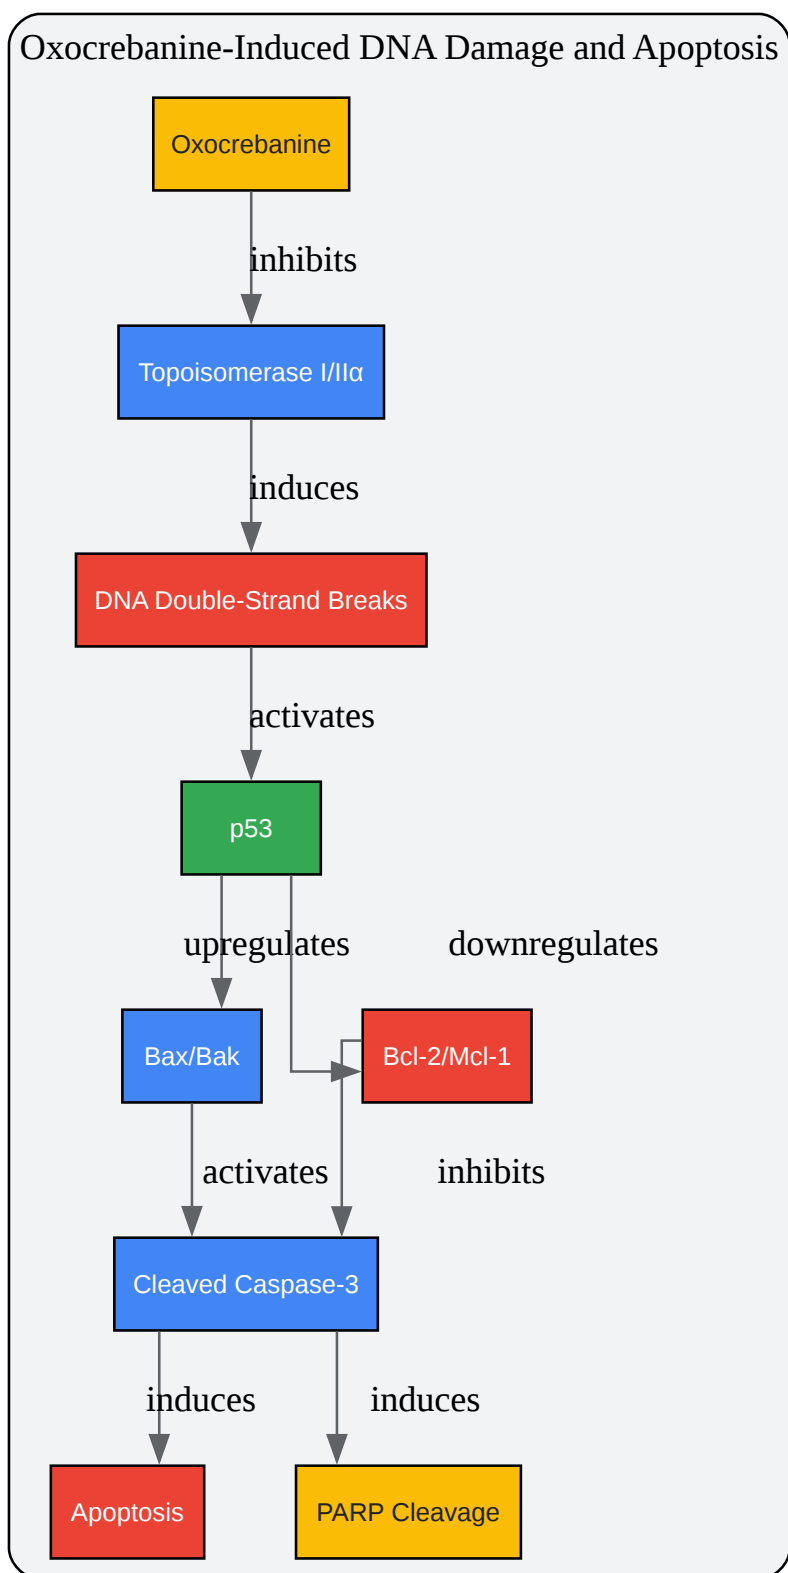 Oxocrebanine-Induced DNA Damage and Apoptosis
Oxocrebanine
inhibits
Topoisomerase I/IIα
induces
DNA Double-Strand Breaks
activates
p53
upregulates
downregulates
Bax/Bak
Bcl-2/Mcl-1
activates
inhibits
Cleaved Caspase-3
induces
induces
Apoptosis
PARP Cleavage